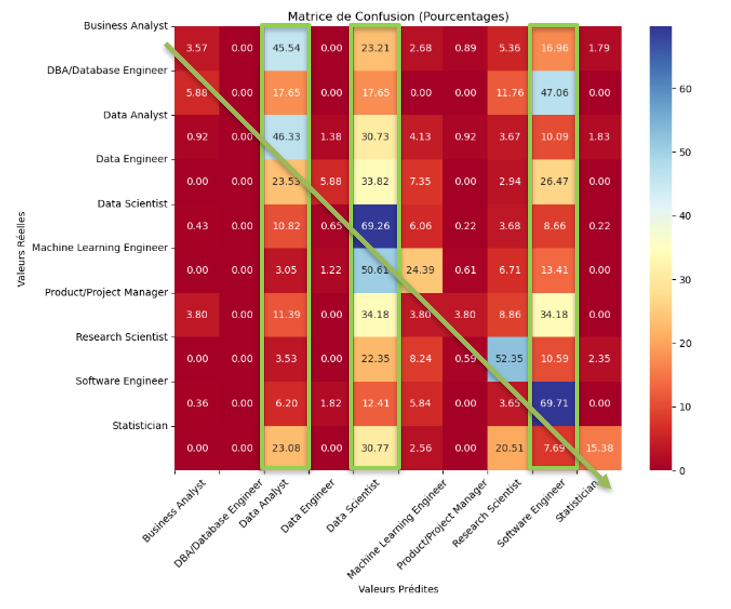 Matrice de Confusion (Pourcentages)
Valeurs Réelles
Business Analyst
3.57 0.00 45.54 0.00 23.21 2.68 0.89 5.36 16.96 1.79
DBA/Database Engineer
5.88 0.00 17.65 0.00 17.65 0.00 0.00 11.76 47.06 0.00
Data Analyst
0.92 0.00 46.33 1.38 30.73 4.13 0.92 3.67 10.09 1.83
Data Engineer
0.00 0.00 23.53 5.88 33.82 7.35 0.00 2.94 26.47 0.00
Data Scientist
0.43 0.00 10.82 0.65 69.26 6.06 0.22 3.68 8.66 0.22
Machine Learning Engineer
0.00 0.00 3.05 1.22 50.61 24.39 0.61 6.71 13.41 0.00
Product/Project Manager
3.80 0.00 11.39 0.00 34.18 3.80 3.80 8.86 34.18 0.00
Research Scientist
0.00 0.00 3.53 0.00 22.35 8.24 0.59 52.35 10.59 2.35
Software Engineer
0.36 0.00 6.20 1.82 12.41 5.84 0.00 3.65 69.71 0.00
Statistician
0.00 0.00 23.08 0.00 30.77 2.56 0.00 20.51 7.69 15.38
Business Analyst
DBA/Database Engineer
Data Analyst
Data Engineer
Data Scientist
Machine Learning Engineer
Product/Project Manager
Research Scientist
Software Engineer
Statistician
Valeurs Prédites
60
50
40
30
20
10
0